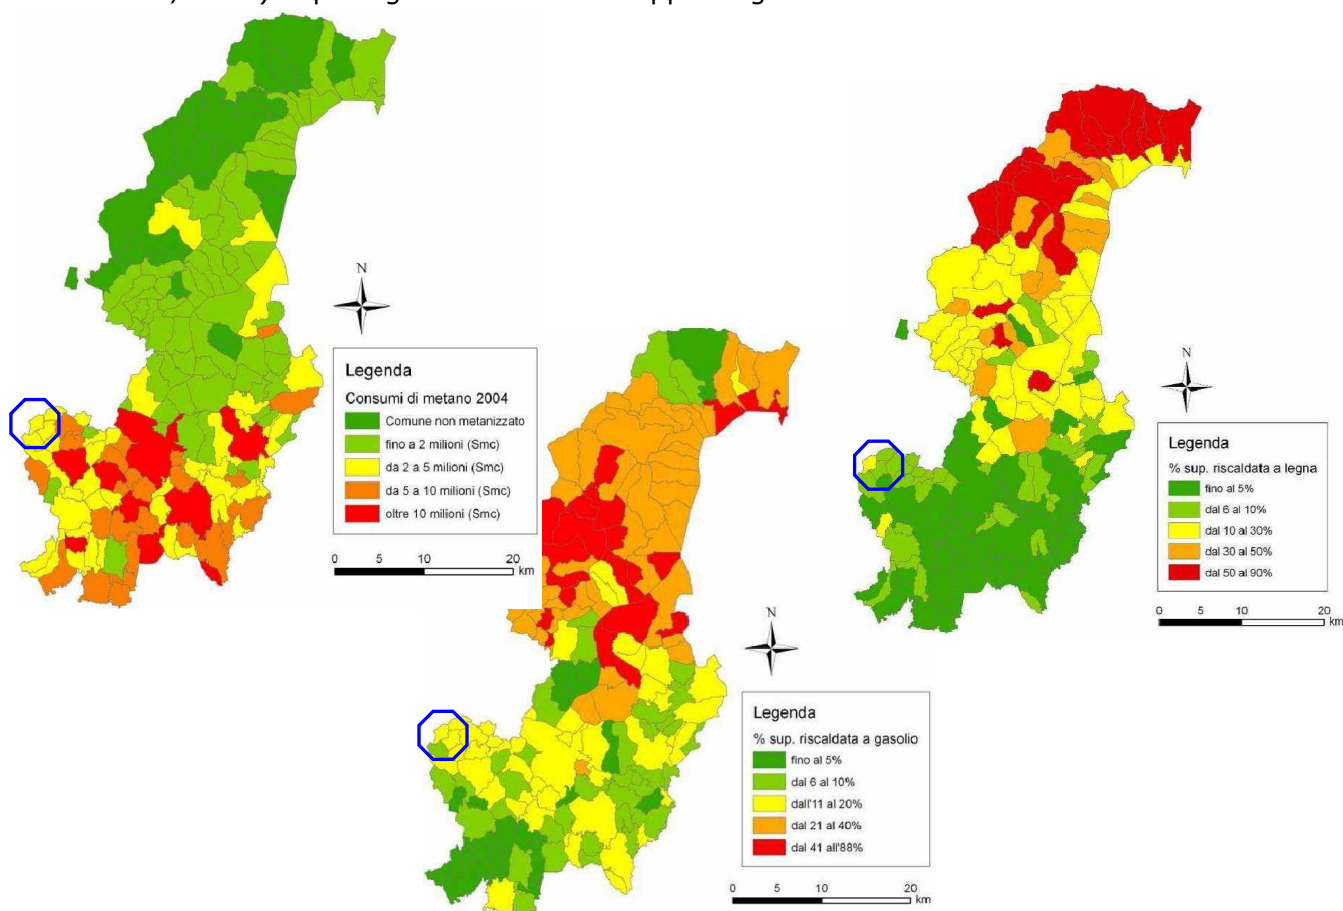 N
Legenda
Consumi di metano 2004
Comune non metanizzato
fino a 2 milioni (Smc)
da 2 a 5 milioni (Smc)
da 5 a 10 milioni (Smc)
oltre 10 milioni (Smc)
0 10 20
km
N
Legenda
% sup. riscaldata a legna
fino al 5%
dal 6 al 10%
dal 10 al 30%
dal 30 al 50%
dal 50 al 90%
0 10 20
km
N
Legenda
% sup. riscaldata a gasolio
fino al 5%
dal 6 al 10%
dall'11 al 20%
dal 21 al 40%
dal 41 all'88%
0 5 10 20
km